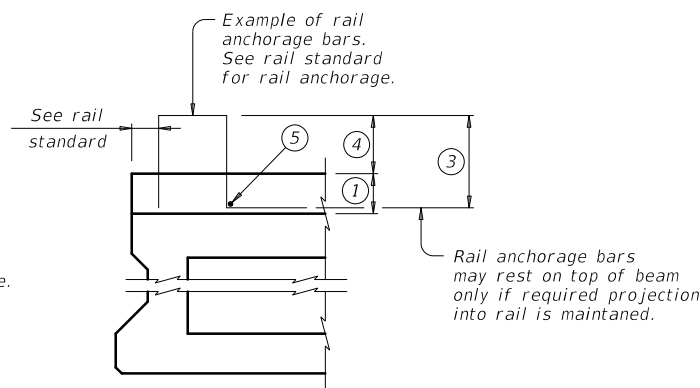 Example of rail
anchorage bars.
See rail standard
for rail anchorage.
See rail
standard
5
4
3
1
e.
Rail anchorage bars
may rest on top of beam
only if required projection
into rail is maintaned.